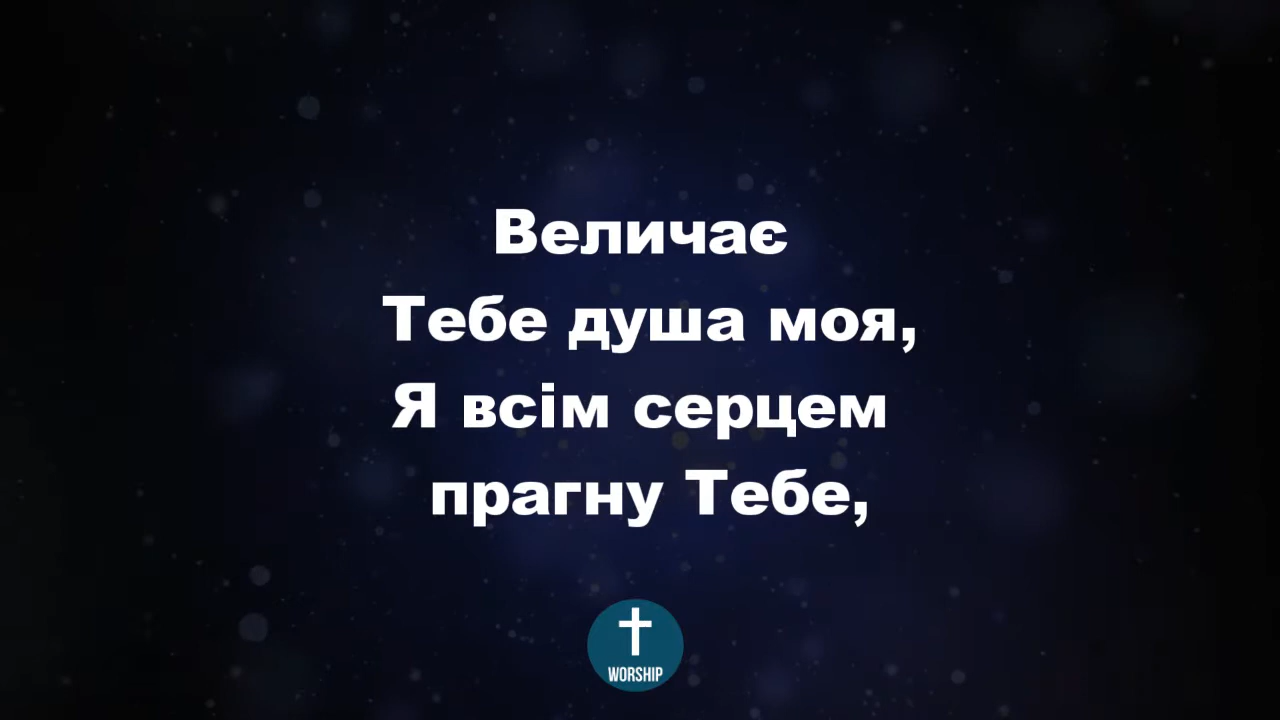 Величає
Тебе душа моя,
Я всім серцем
прагну Тебе,
WORSHIP